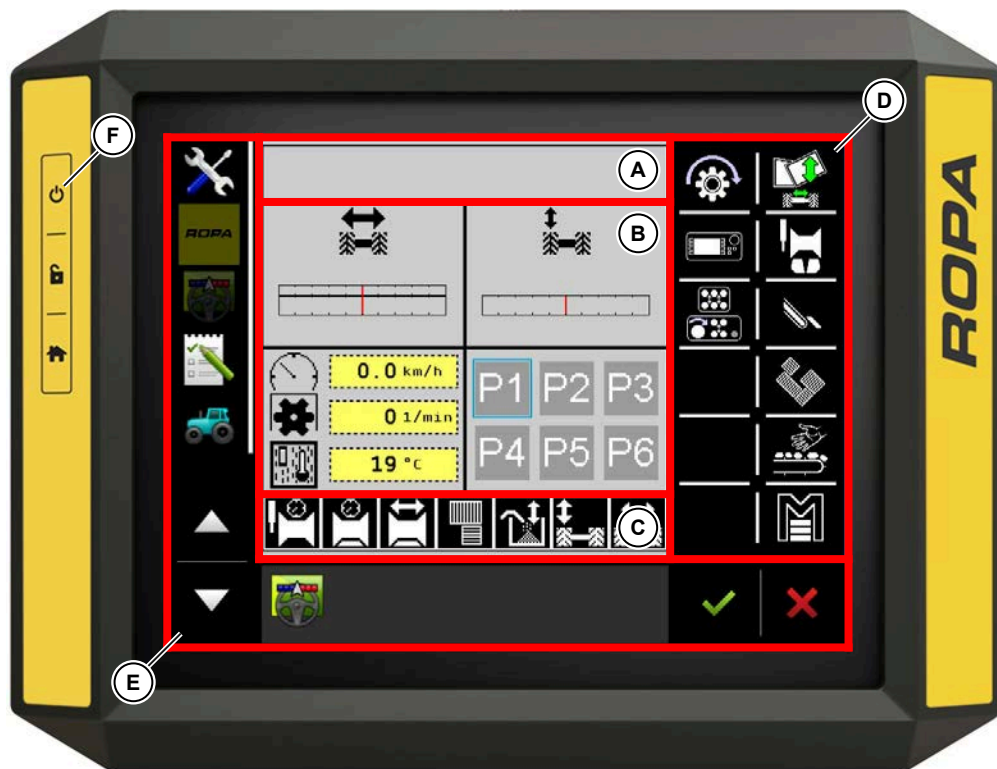 D
F
A
ROPA
B
ROPA
0.0 km/h
P1 P2 P3
0 1/min
P4 P5 P6
19 °C
C
E